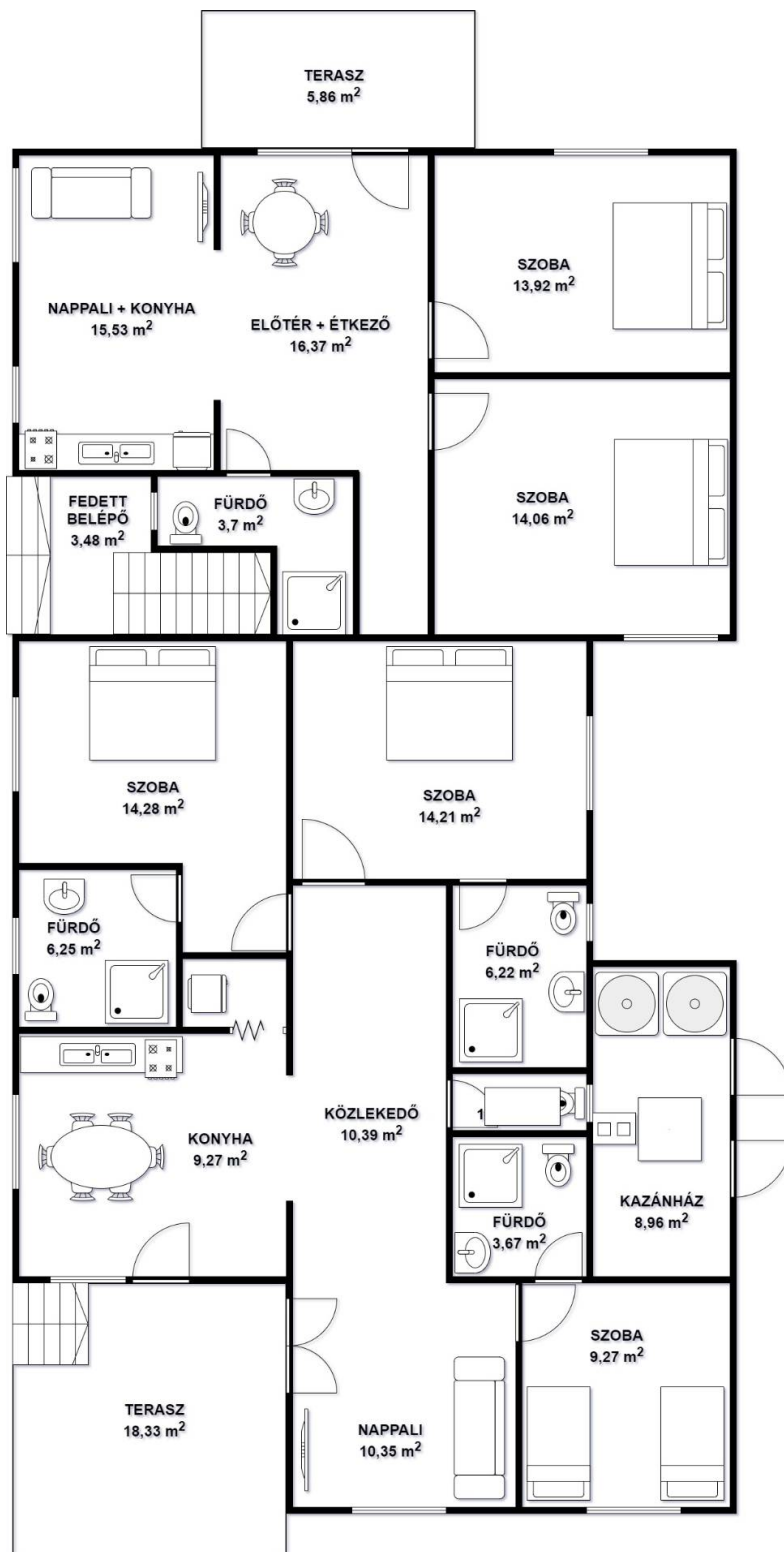 TERASZ
5,86 m²
NAPPALI + KONYHA
15,53 m²
ELŐTÉR + ÉTKEZŐ
16,37 m²
SZOBA
13,92 m²
SZOBA
14,06 m²
FEDETT
BELÉPŐ
3,48 m²
FÜRDŐ
3,7 m²
SZOBA
14,28 m²
SZOBA
14,21 m²
FÜRDŐ
6,25 m²
FÜRDŐ
6,22 m²
KONYHA
9,27 m²
KÖZLEKEDŐ
10,39 m²
1
FÜRDŐ
3,67 m²
KAZÁNHÁZ
8,96 m²
SZOBA
9,27 m²
TERASZ
18,33 m²
NAPPALI
10,35 m²